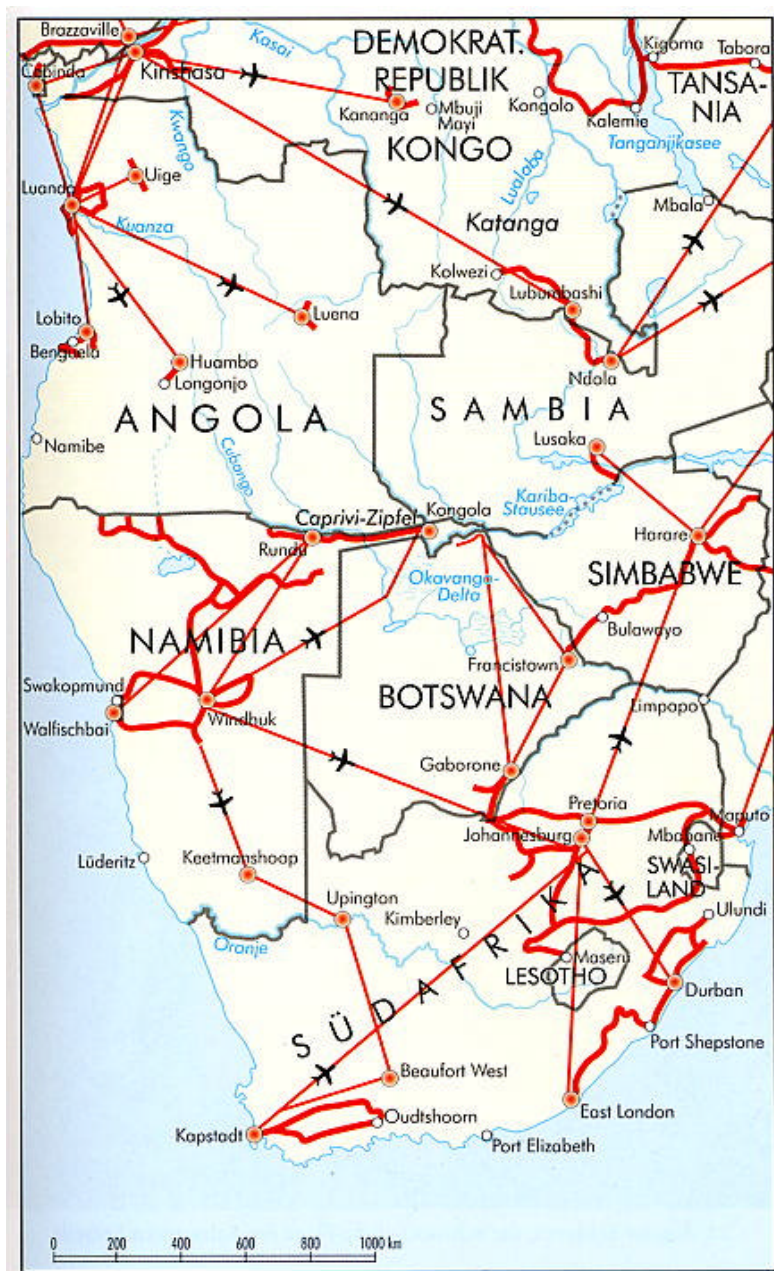 Brazzaville
Kasai
DEMOKRAT.
REPUBLIK
KONGO
Kigoma
Tabora
TANSA-
NIA
Cabinda
Kinshasa
Kananga
Mbuji
Mayi
Kongolo
Kalemie
Tanganjikasee
Kwango
Lualaba
Luanda
Uige
Kuanza
Katanga
Mbala
Kolwezi
Lubumbashi
Lobito
Benguela
Luena
Huambo
Longonjo
Ndola
ANGOLA
SAMBIA
Namibe
Lusaka
Cubango
Kariba-
Stausee
Caprivi-Zipfel
Kongola
Rundu
Harare
Okavango-
Delta
SIMBABWE
NAMIBIA
Bulawayo
Francistown
Swakopmund
Walfischbai
Windhuk
BOTSWANA
Limpapo
Gaborone
Pretoria
Johannesburg
Maputo
Mbabane
SWASI-
LAND
Lüderitz
Keetmanshoop
Upington
Kimberley
Ulundi
Oranje
Maseru
LESOTHO
SÜDAFRIKA
Durban
Port Shepstone
Beaufort West
East London
Kapstadt
Oudtshoorn
Port Elizabeth
0 200 400 600 800 1000 km